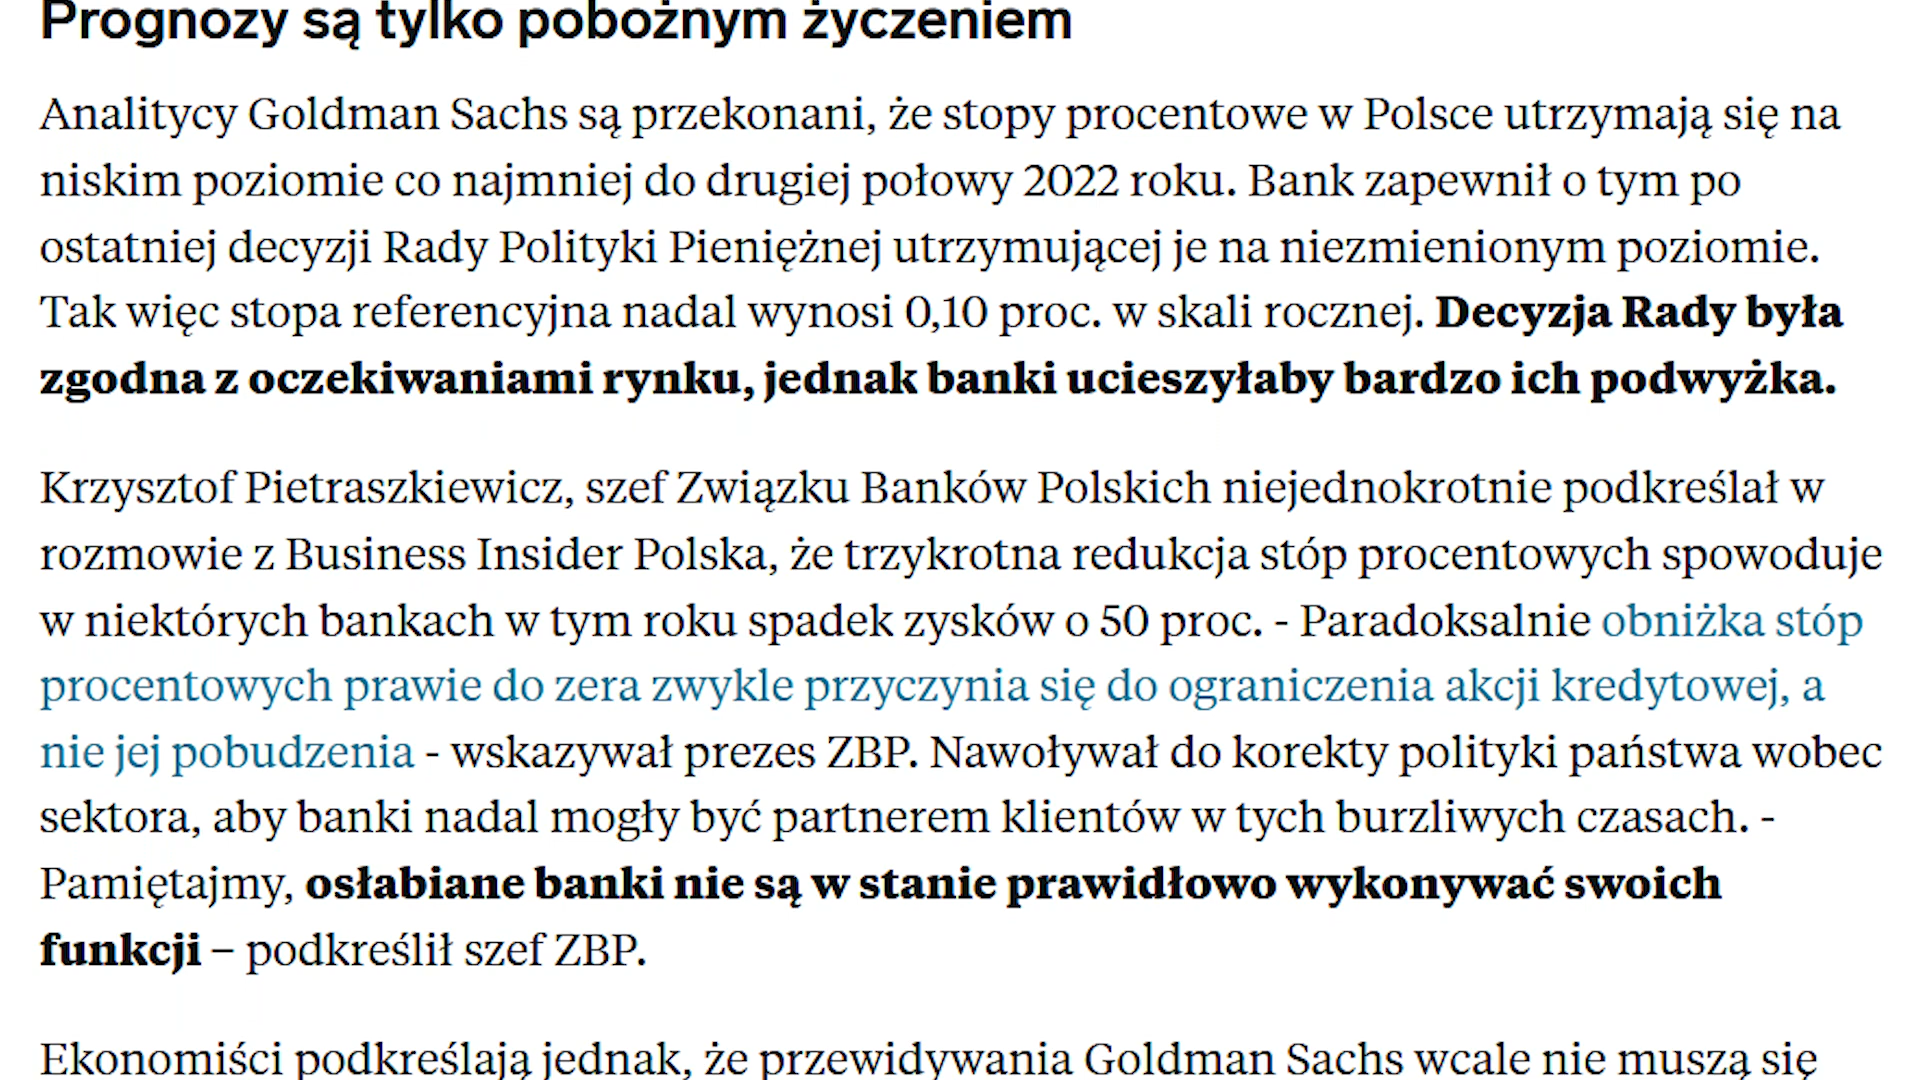 Prognozy są tylko pobożnym życzeniem
Analitycy Goldman Sachs są przekonani, że stopy procentowe w Polsce utrzymają się na
niskim poziomie co najmniej do drugiej połowy 2022 roku. Bank zapewnił o tym po
ostatniej decyzji Rady Polityki Pieniężnej utrzymującej je na niezmienionym poziomie.
Tak więc stopa referencyjna nadal wynosi 0,10 proc. w skali rocznej. Decyzja Rady była
zgodna z oczekiwaniami rynku, jednak banki ucieszyłaby bardzo ich podwyżka.
Krzysztof Pietraszkiewicz, szef Związku Banków Polskich niejednokrotnie podkreślał w
rozmowie z Business Insider Polska, że trzykrotna redukcja stóp procentowych spowoduje
w niektórych bankach w tym roku spadek zysków o 50 proc. - Paradoksalnie obniżka stóp
procentowych prawie do zera zwykle przyczynia się do ograniczenia akcji kredytowej, a
nie jej pobudzenia - wskazywał prezes ZBP. Nawoływał do korekty polityki państwa wobec
sektora, aby banki nadal mogły być partnerem klientów w tych burzliwych czasach. -
Pamiętajmy, osłabiane banki nie są w stanie prawidłowo wykonywać swoich
funkcji – podkreślił szef ZBP.
Ekonomiści podkreślają jednak, że przewidywania Goldman Sachs wcale nie muszą się